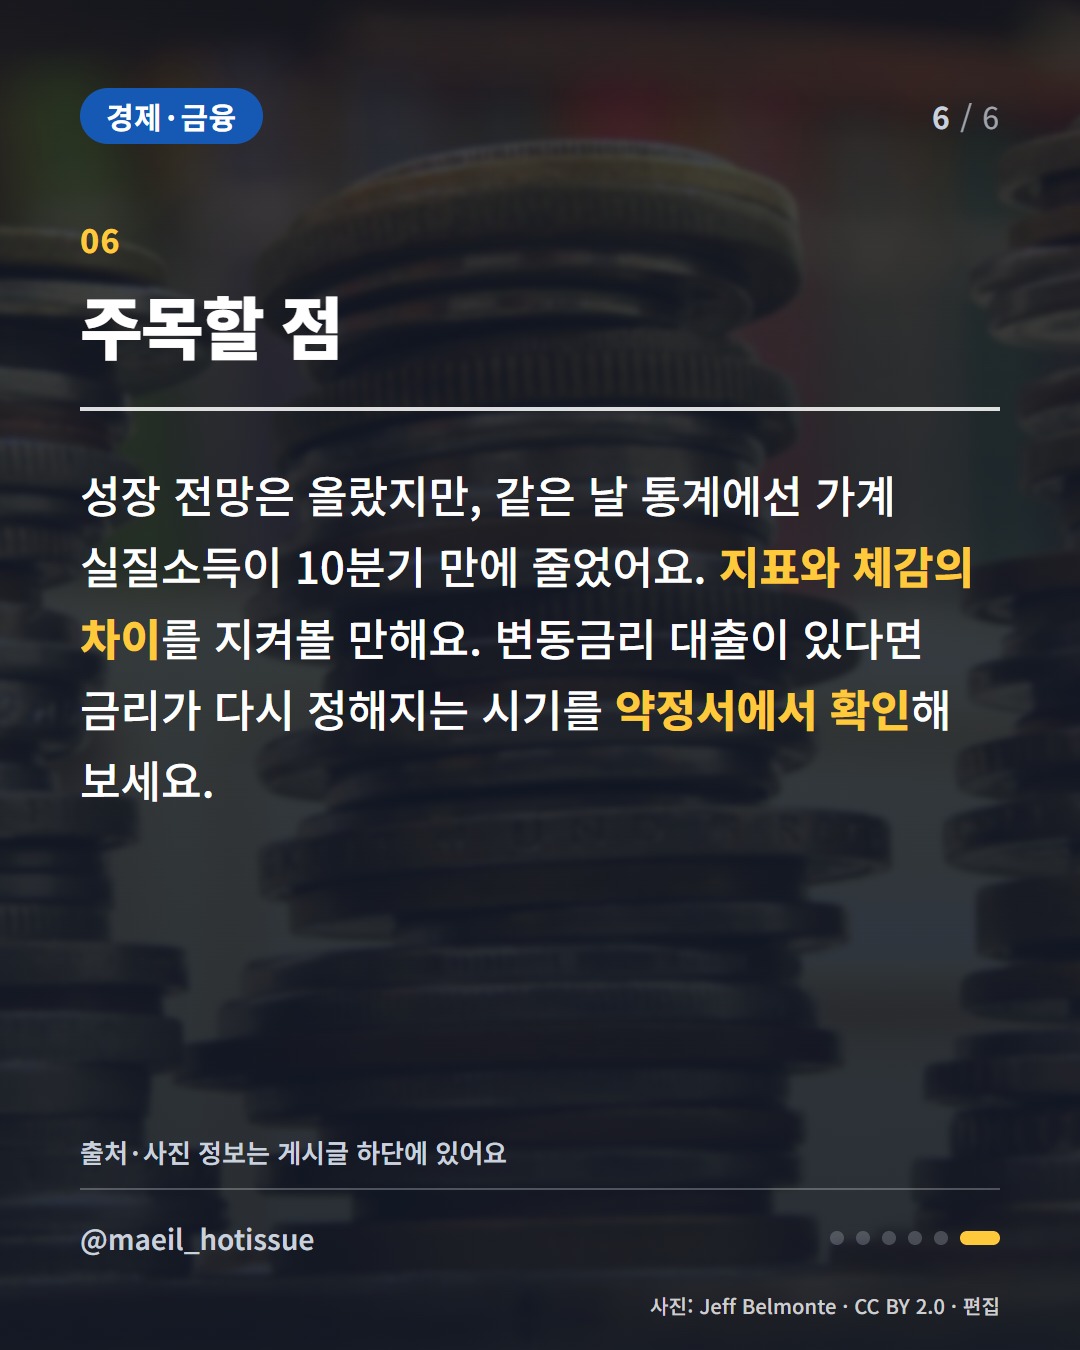 경제·금융
6 / 6
06
주목할 점
성장 전망은 올랐지만, 같은 날 통계에선 가계
실질소득이 10분기 만에 줄었어요. 지표와 체감의
차이를 지켜볼 만해요. 변동금리 대출이 있다면
금리가 다시 정해지는 시기를 약정서에서 확인해
보세요.
출처·사진 정보는 게시글 하단에 있어요
@maeil_hotissue
사진: Jeff Belmonte · CC BY 2.0 · 편집